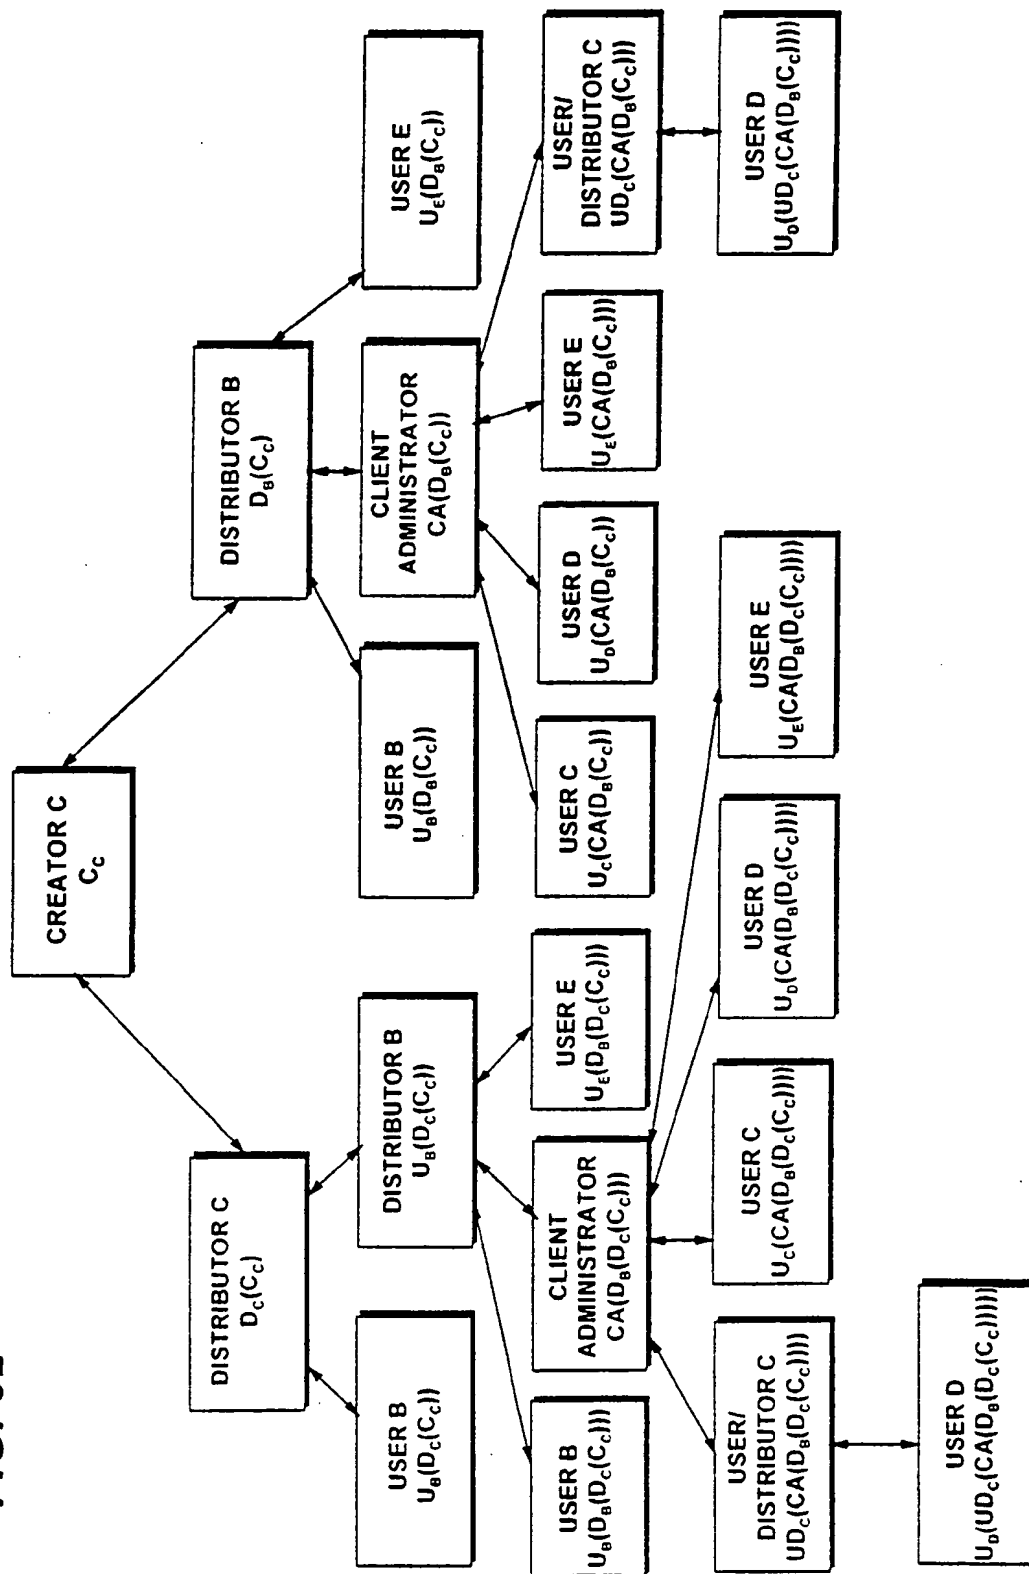 CREATOR C
C_C
DISTRIBUTOR C
D_C(C_C)
DISTRIBUTOR B
D_B(C_C)
USER B
U_B(D_C(C_C))
DISTRIBUTOR B
U_B(D_C(C_C))
USER B
U_B(D_B(C_C))
CLIENT
ADMINISTRATOR
CA(D_B(C_C))
USER E
U_E(D_B(C_C))
USER B
U_B(D_B(D_C(C_C)))
CLIENT
ADMINISTRATOR
CA(D_B(D_C(C_C)))
USER E
U_E(D_B(D_C(C_C)))
USER C
U_C(CA(D_B(C_C))
USER D
U_D(CA(D_B(C_C))
USER E
U_E(CA(D_B(C_C)))
USER/
DISTRIBUTOR C
UD_C(CA(D_B(C_C)))
USER/
DISTRIBUTOR C
UD_C(CA(D_B(D_C(C_C))))
USER C
U_C(CA(D_B(D_C(C_C))))
USER D
U_D(CA(D_B(D_C(C_C))))
USER E
U_E(CA(D_B(D_C(C_C))))
USER D
U_D(UD_C(CA(D_B(C_C))))
USER D
U_D(UD_C(CA(D_B(D_C(C_C)))))